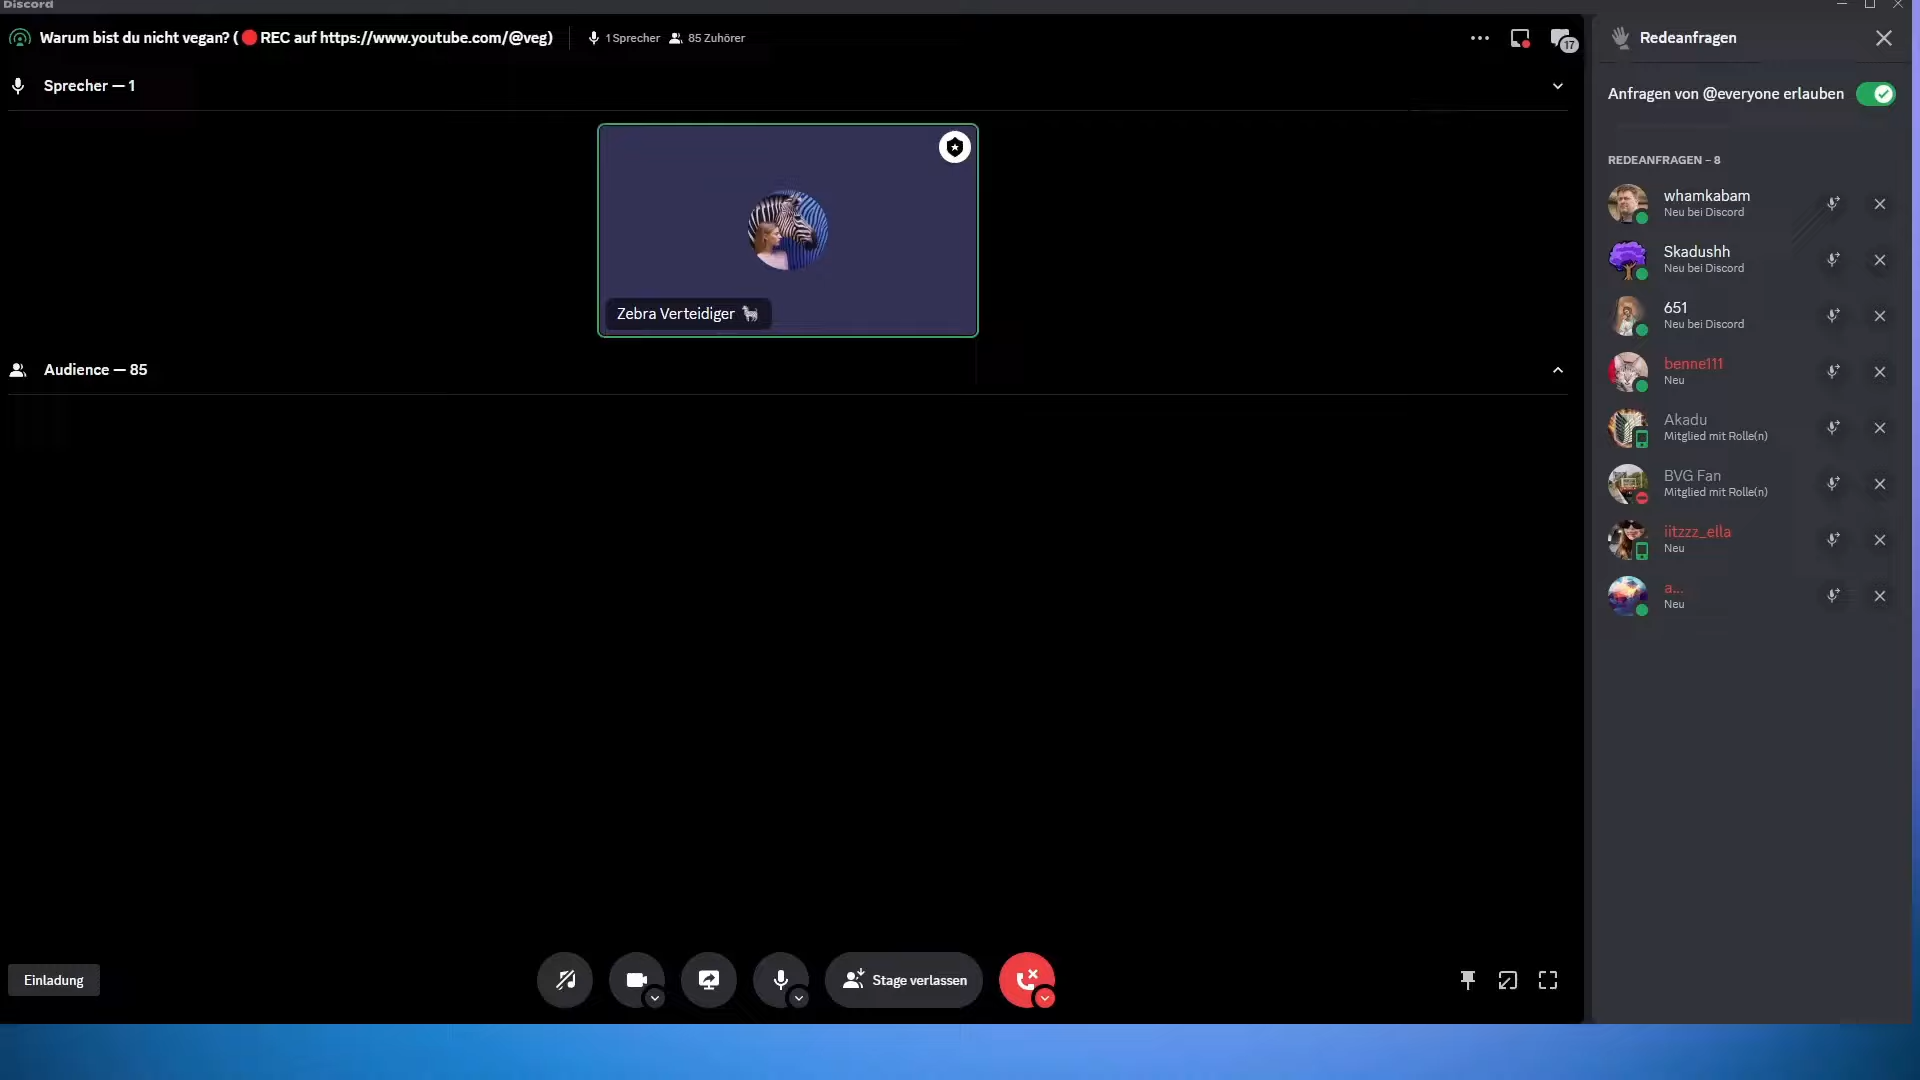 Discord
Warum bist du nicht vegan? (🔴REC auf https://www.youtube.com/@veg)
1 Sprecher
85 Zuhörer
17
Sprecher — 1
Zebra Verteidiger 🦓
Audience — 85
Einladung
Stage verlassen
Redeanfragen
Anfragen von @everyone erlauben
REDEANFRAGEN – 8
whamkabam
Neu bei Discord
Skadushh
Neu bei Discord
651
Neu bei Discord
benne111
Neu
Akadu
Mitglied mit Rolle(n)
BVG Fan
Mitglied mit Rolle(n)
iitzzz_ella
Neu
a...
Neu